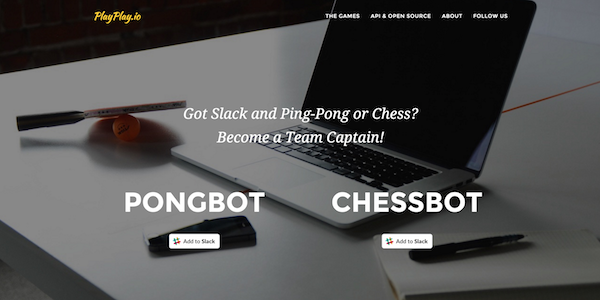 PlayPlay.io
THE GAMES API & OPEN SOURCE ABOUT FOLLOW US
Got Slack and Ping-Pong or Chess?
Become a Team Captain!
PONGBOT CHESSBOT
Add to Slack Add to Slack